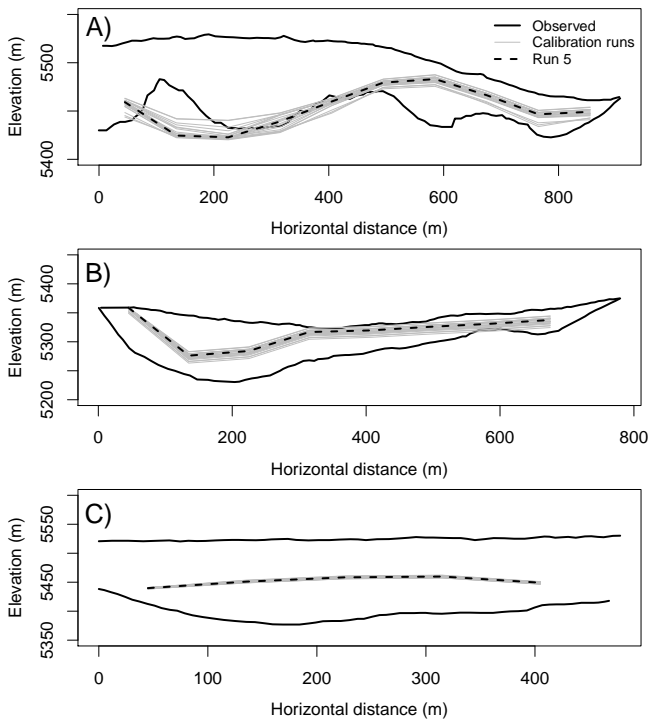 A)
Observed
Calibration runs
Run 5
Elevation (m)
5400 5500
0 200 400 600 800
Horizontal distance (m)
B)
Elevation (m)
5200 5300 5400
0 200 400 600 800
Horizontal distance (m)
C)
Elevation (m)
5350 5450 5550
0 100 200 300 400
Horizontal distance (m)